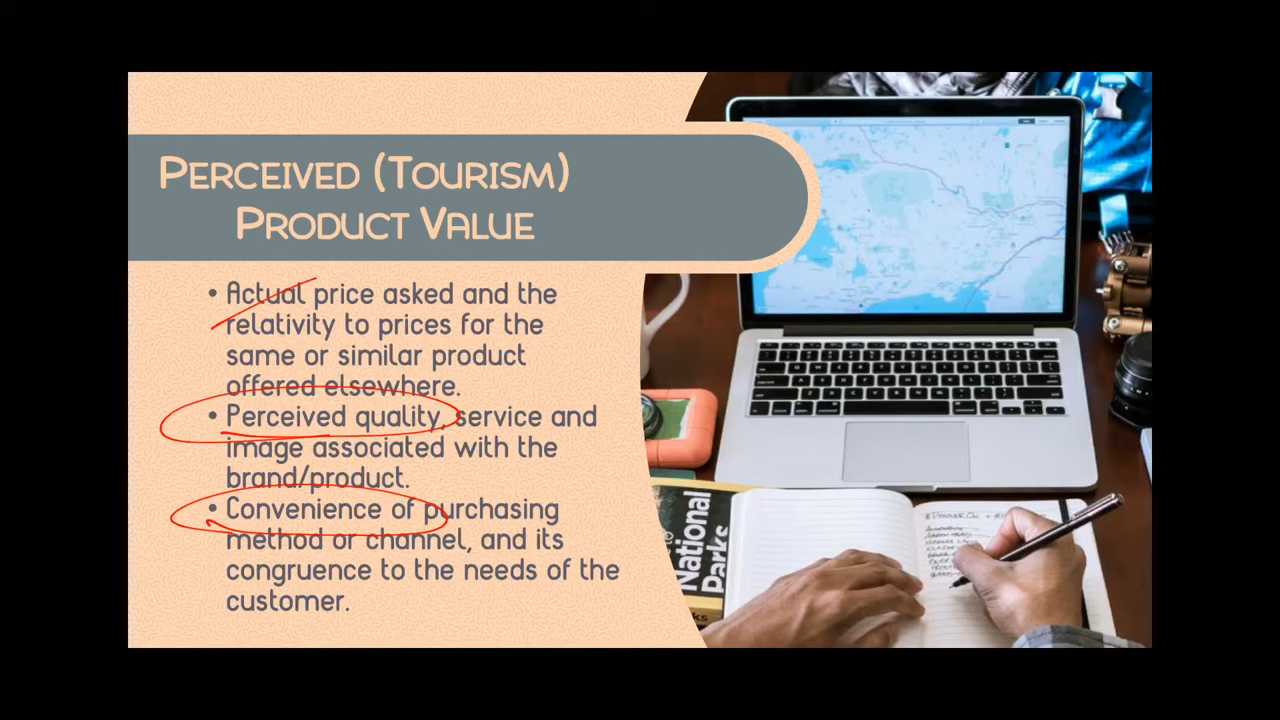 PERCEIVED (TOURISM)
PRODUCT VALUE
• Actual price asked and the
relativity to prices for the
same or similar product
offered elsewhere.
• Perceived quality, service and
image associated with the
brand/product.
• Convenience of purchasing
method or channel, and its
congruence to the needs of the
customer.
National
Parks